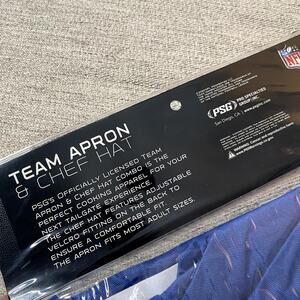 TEAM APRON
& CHEF HAT
PSG'S OFFICIALLY LICENSED TEAM
APRON & CHEF HAT COMBO IS THE
PERFECT COOKING APPAREL FOR YOUR
NEXT TAILGATE EXPERIENCE.
THE CHEF HAT FEATURES ADJUSTABLE
VELCRO-FITTING ON THE BACK TO
ENSURE A COMFORTABLE FIT.
THE APRON FITS MOST ADULT SIZES.
PSG
PRO SPECIALTIES
GROUP, INC.
San Diego, CA
NFL